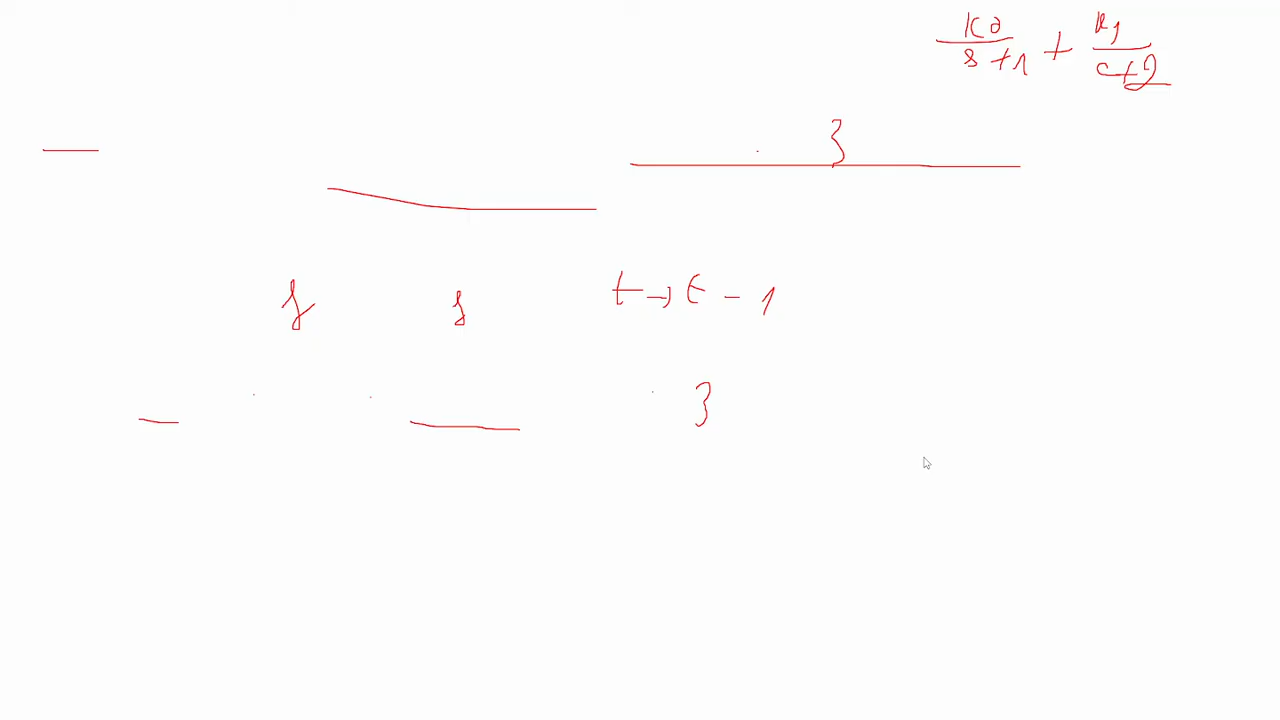 K0/s+1 + K1/s+2
3
t → t - 1
3